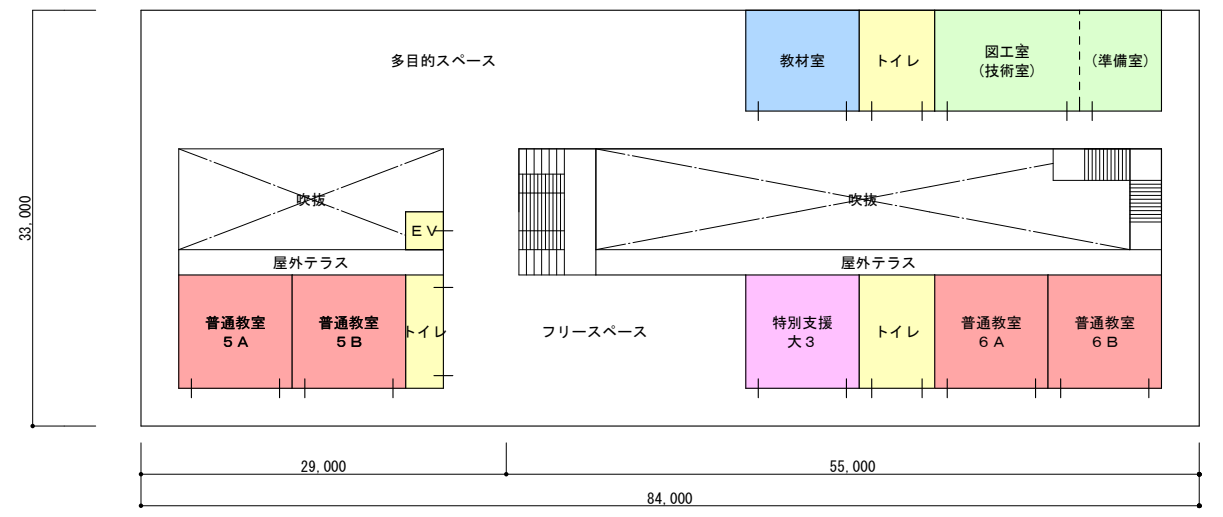 多目的スペース
教材室
トイレ
図工室
(技術室)
(準備室)
33,000
吹抜
吹抜
ＥＶ
屋外テラス
屋外テラス
普通教室
５Ａ
普通教室
５Ｂ
トイレ
フリースペース
特別支援
大３
トイレ
普通教室
６Ａ
普通教室
６Ｂ
29,000
55,000
84,000